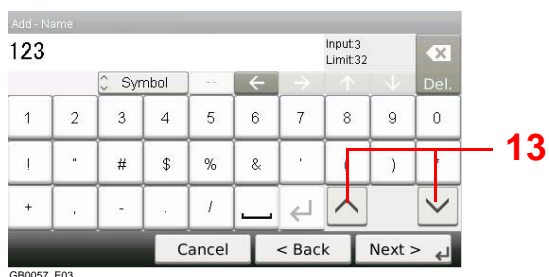 Add - Name
123
Input:3
Limit:32
Symbol -- Del.
1 2 3 4 5 6 7 8 9 0
! " # $ % & ' ( ) *
+ , - . /
13
Cancel < Back Next >
GB0057_E03